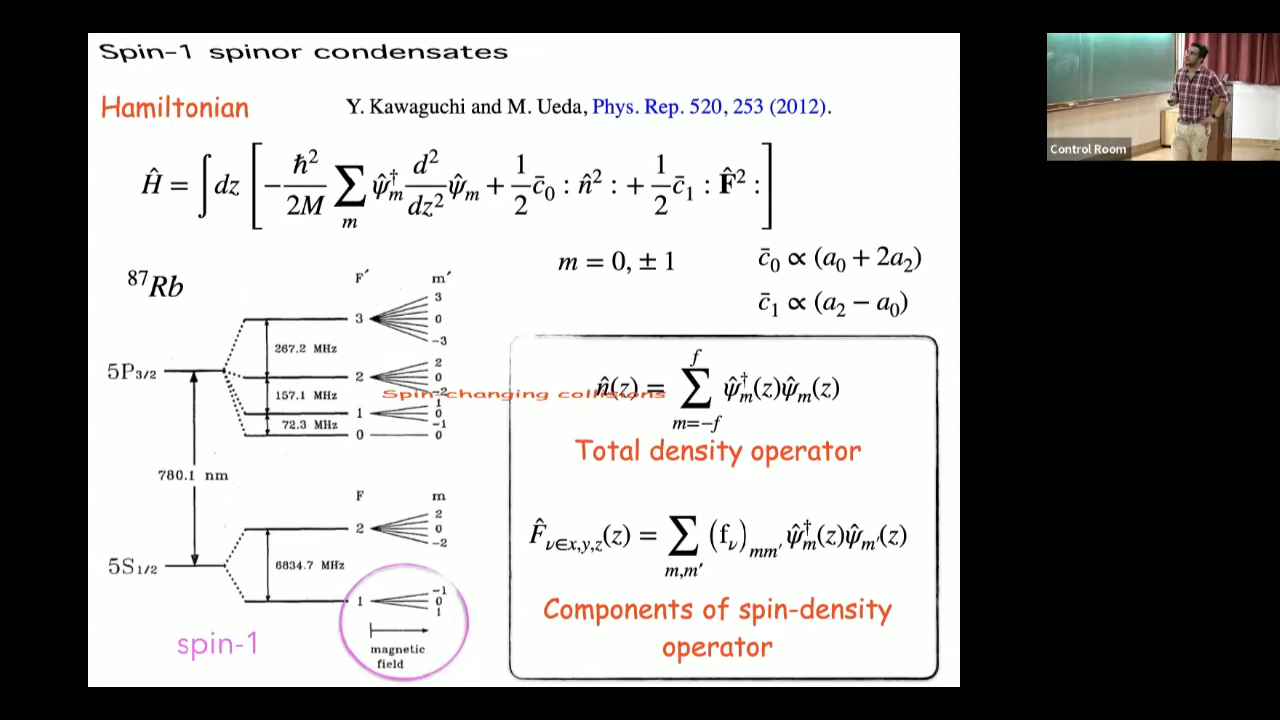 Spin-1 spinor condensates
Hamiltonian
Y. Kawaguchi and M. Ueda, Phys. Rep. 520, 253 (2012).
Ĥ = ∫ dz [ −ħ²/2M ∑_m ψ̂†_m d²/dz² ψ̂_m + 1/2 c̄₀ : n̂² : + 1/2 c̄₁ : F̂² : ]
m = 0, ± 1
c̄₀ ∝ (a₀ + 2a₂)
c̄₁ ∝ (a₂ − a₀)
⁸⁷Rb
F′ m′
3 3 0 −3
267.2 MHz
5P3/2
2 2 0 −2
157.1 MHz
1 1 0 −1
72.3 MHz
0 0
Spin-changing collisions
780.1 nm
F m
2 2 0 −2
6834.7 MHz
5S1/2
1 −1 0 1
magnetic
field
spin-1
n̂(z) = ∑_{m=−f}^{f} ψ̂†_m(z)ψ̂_m(z)
Total density operator
F̂_{ν∈x,y,z}(z) = ∑_{m,m′} (f_ν)_{mm′} ψ̂†_m(z)ψ̂_{m′}(z)
Components of spin-density
operator
Control Room